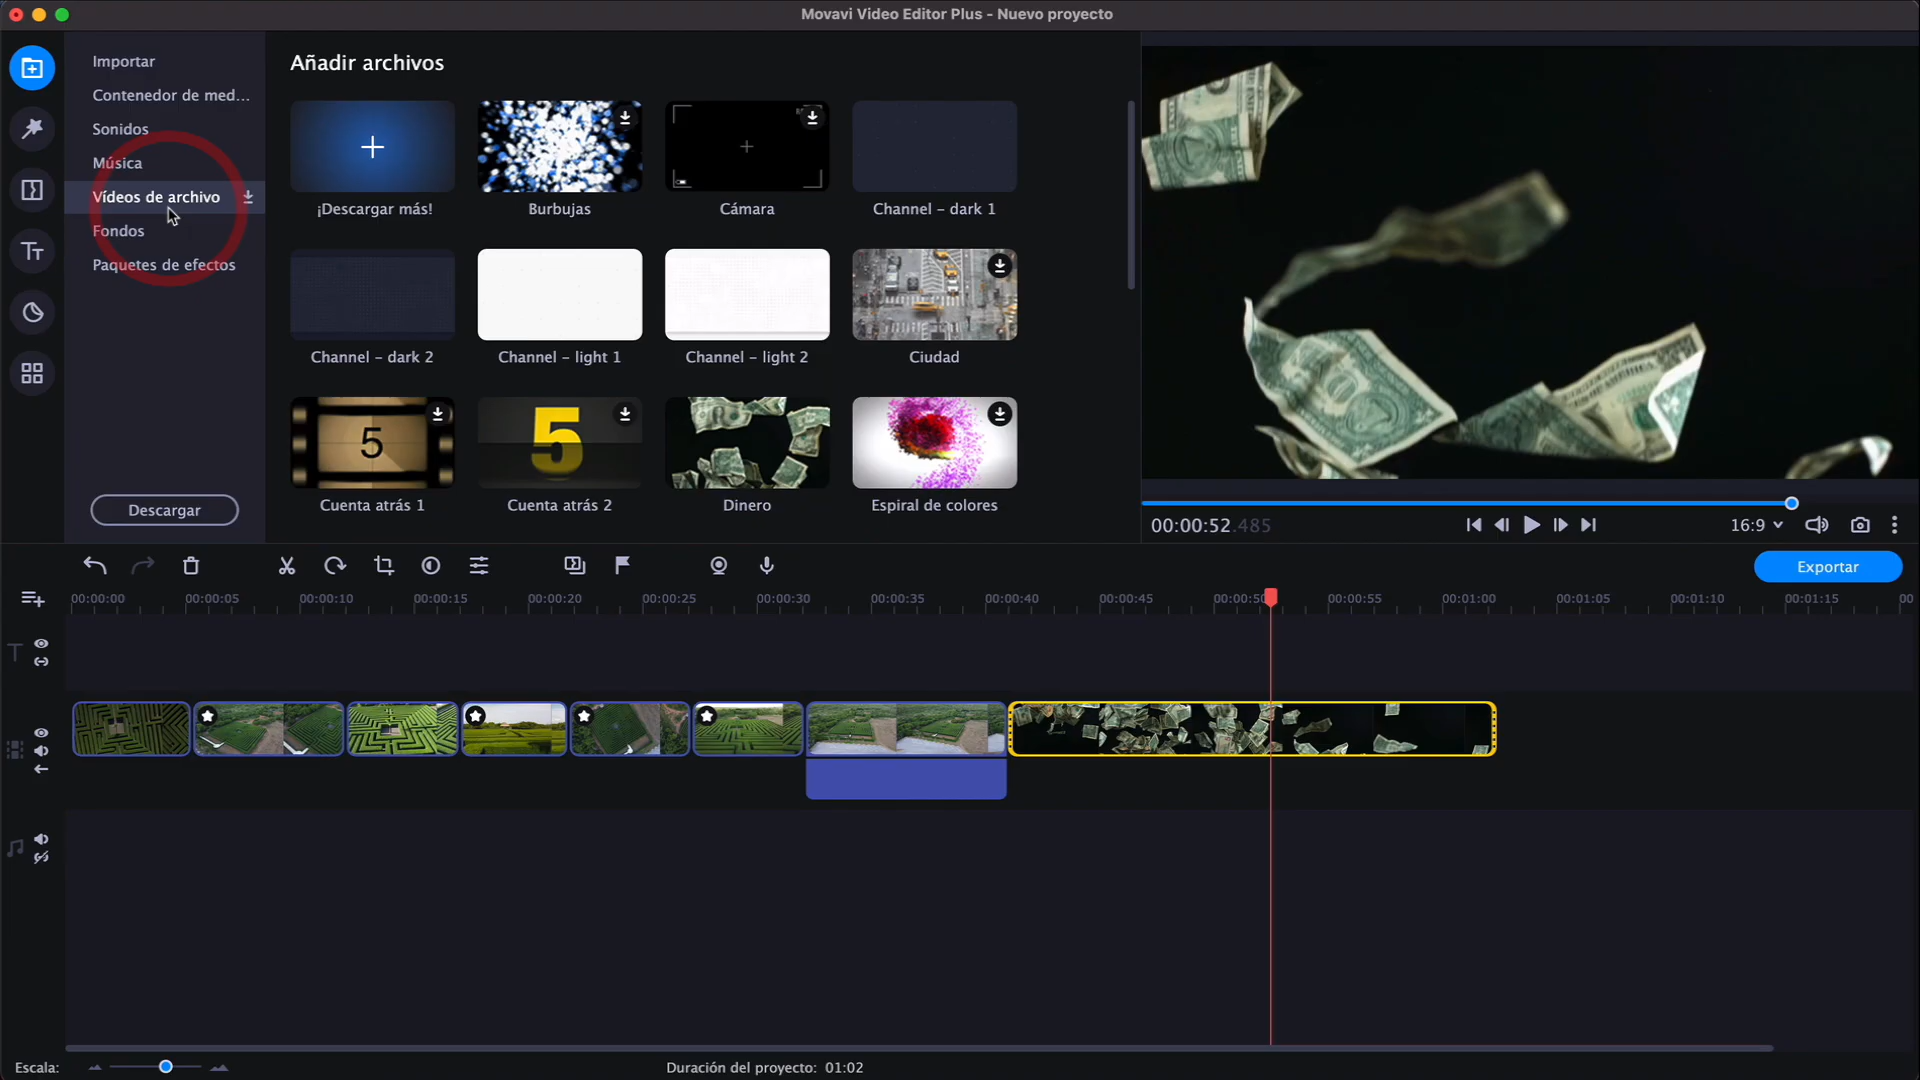 Movavi Video Editor Plus - Nuevo proyecto
Importar
Contenedor de med...
Sonidos
Música
Vídeos de archivo
Fondos
Paquetes de efectos
Descargar
Añadir archivos
¡Descargar más!
Burbujas
Cámara
Channel – dark 1
Channel – dark 2
Channel – light 1
Channel – light 2
Ciudad
5
5
Cuenta atrás 1
Cuenta atrás 2
Dinero
Espiral de colores
00:00:52.485
16:9
Exportar
00:00:00
00:00:05
00:00:10
00:00:15
00:00:20
00:00:25
00:00:30
00:00:35
00:00:40
00:00:45
00:00:50
00:00:55
00:01:00
00:01:05
00:01:10
00:01:15
00
Escala:
Duración del proyecto: 01:02